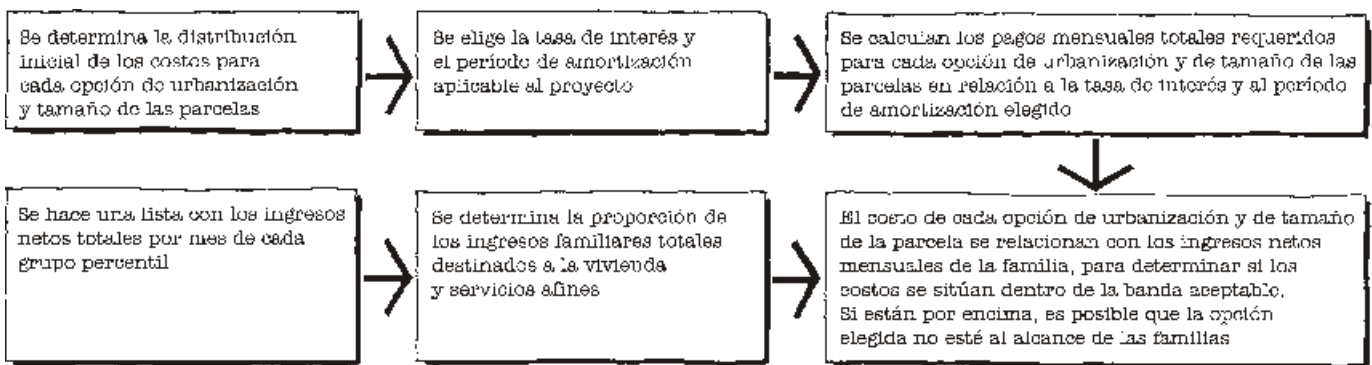 Se determina la distribución
inicial de los costos para
cada opción de urbanización
y tamaño de las parcelas
Se elige la tasa de interés y
el período de amortización
aplicable al proyecto
Se calculan los pagos mensuales totales requeridos
para cada opción de urbanización y de tamaño de las
parcelas en relación a la tasa de interés y al período
de amortización elegido
Se hace una lista con los ingresos
netos totales por mes de cada
grupo percentil
Se determina la proporción de
los ingresos familiares totales
destinados a la vivienda
y servicios afines
El costo de cada opción de urbanización y de tamaño
de la parcela se relacionan con los ingresos netos
mensuales de la familia, para determinar si los
costos se sitúan dentro de la banda aceptable.
Si están por encima, es posible que la opción
elegida no esté al alcance de las familias